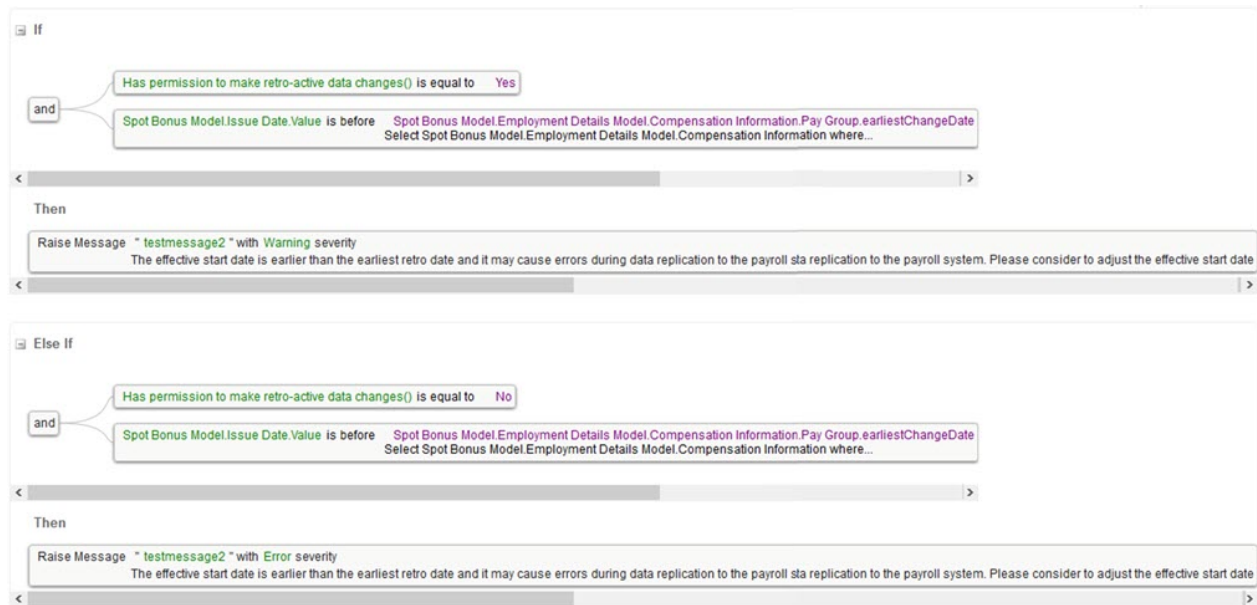 If
Has permission to make retro-active data changes() is equal to Yes
and
Spot Bonus Model.Issue Date.Value is before Spot Bonus Model.Employment Details Model.Compensation Information.Pay Group.earliestChangeDate
Select Spot Bonus Model.Employment Details Model.Compensation Information where...
Then
Raise Message " testmessage2 " with Warning severity
The effective start date is earlier than the earliest retro date and it may cause errors during data replication to the payroll sta replication to the payroll system. Please consider to adjust the effective start date
Else If
Has permission to make retro-active data changes() is equal to No
and
Spot Bonus Model.Issue Date.Value is before Spot Bonus Model.Employment Details Model.Compensation Information.Pay Group.earliestChangeDate
Select Spot Bonus Model.Employment Details Model.Compensation Information where...
Then
Raise Message " testmessage2 " with Error severity
The effective start date is earlier than the earliest retro date and it may cause errors during data replication to the payroll sta replication to the payroll system. Please consider to adjust the effective start date